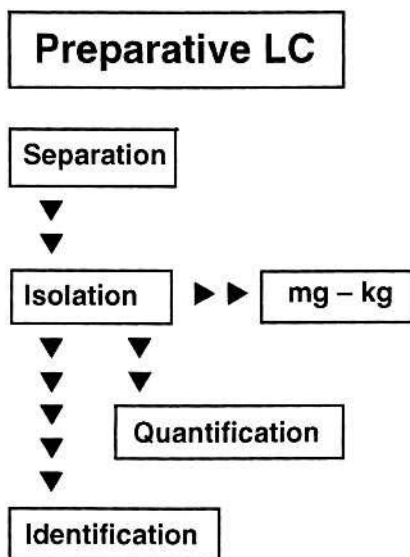 Preparative LC
Separation
Isolation
mg – kg
Quantification
Identification